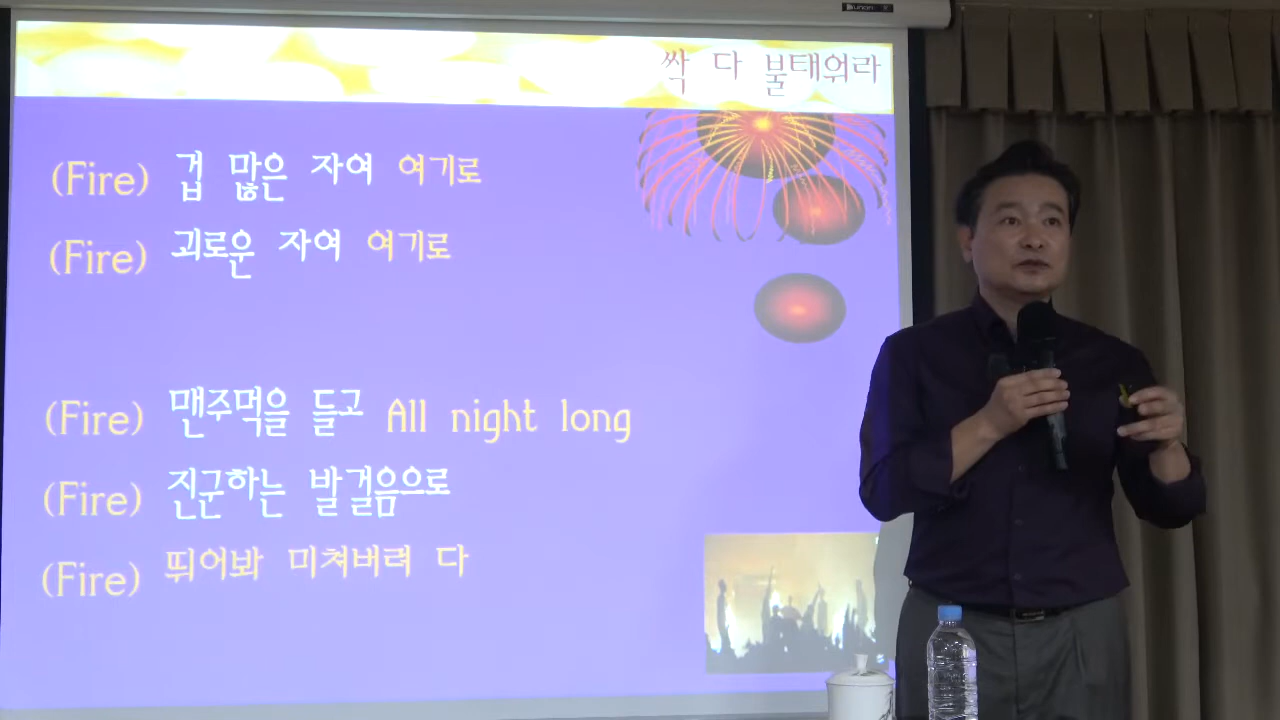 싹 다 불태워라
(Fire) 겁 많은 자여 여기로
(Fire) 괴로운 자여 여기로
(Fire) 맨주먹을 들고 All night long
(Fire) 진군하는 발걸음으로
(Fire) 뛰어봐 미쳐버려 다